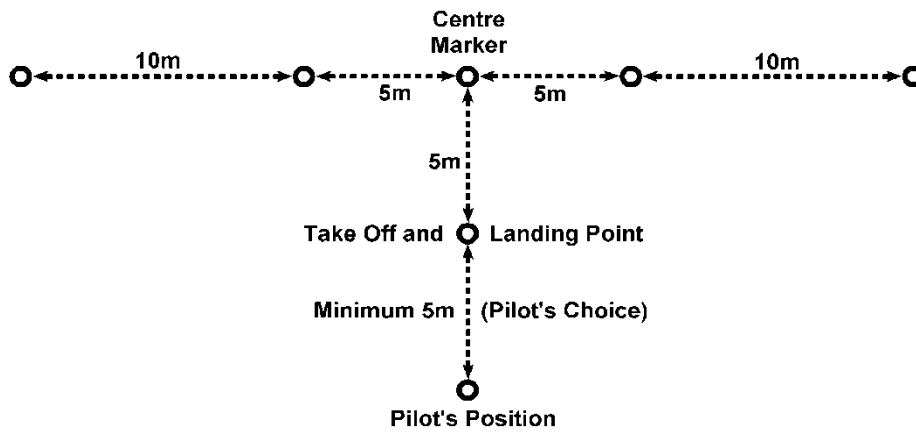 Centre
Marker
10m
10m
5m
5m
5m
Take Off and Landing Point
Minimum 5m (Pilot's Choice)
Pilot's Position